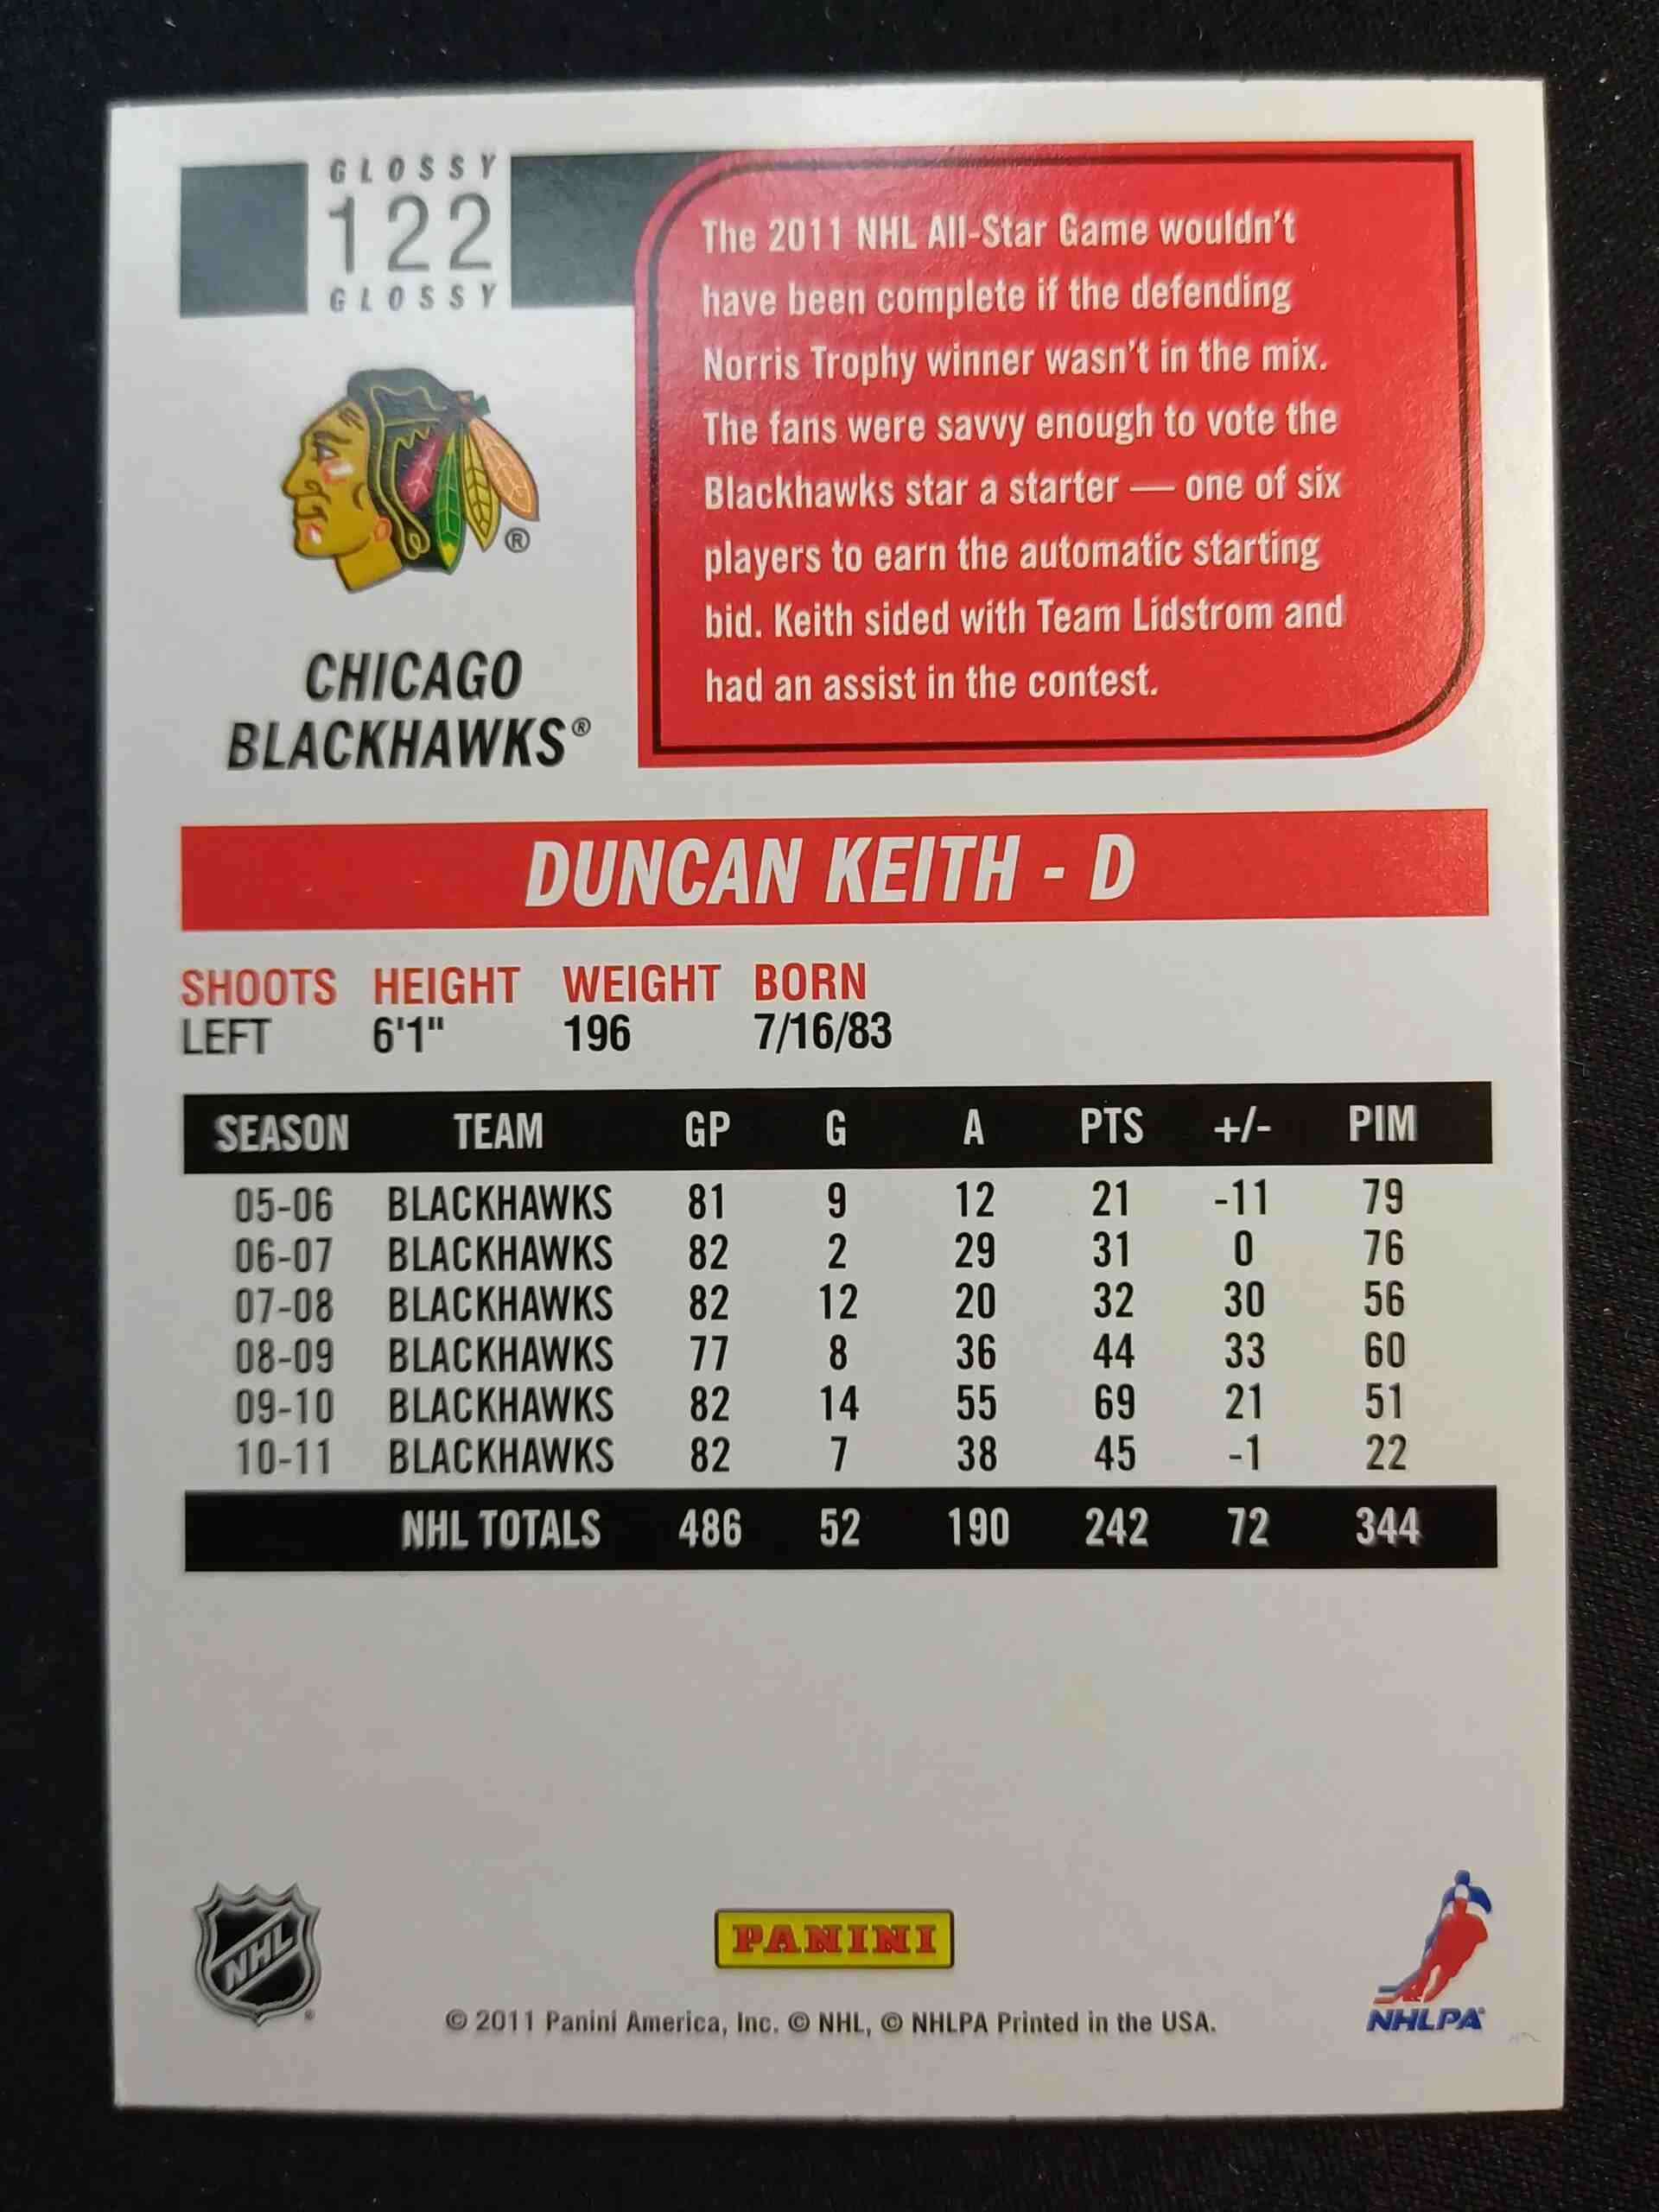 GLOSSY
122
GLOSSY
The 2011 NHL All-Star Game wouldn't
have been complete if the defending
Norris Trophy winner wasn't in the mix.
The fans were savvy enough to vote the
Blackhawks star a starter — one of six
players to earn the automatic starting
bid. Keith sided with Team Lidstrom and
had an assist in the contest.
®
CHICAGO
BLACKHAWKS®
DUNCAN KEITH - D
SHOOTS HEIGHT WEIGHT BORN
LEFT 6'1" 196 7/16/83
SEASON TEAM GP G A PTS +/- PIM
05-06 BLACKHAWKS 81 9 12 21 -11 79
06-07 BLACKHAWKS 82 2 29 31 0 76
07-08 BLACKHAWKS 82 12 20 32 30 56
08-09 BLACKHAWKS 77 8 36 44 33 60
09-10 BLACKHAWKS 82 14 55 69 21 51
10-11 BLACKHAWKS 82 7 38 45 -1 22
NHL TOTALS 486 52 190 242 72 344
NHL
PANINI
NHLPA
© 2011 Panini America, Inc. © NHL, © NHLPA Printed in the USA.